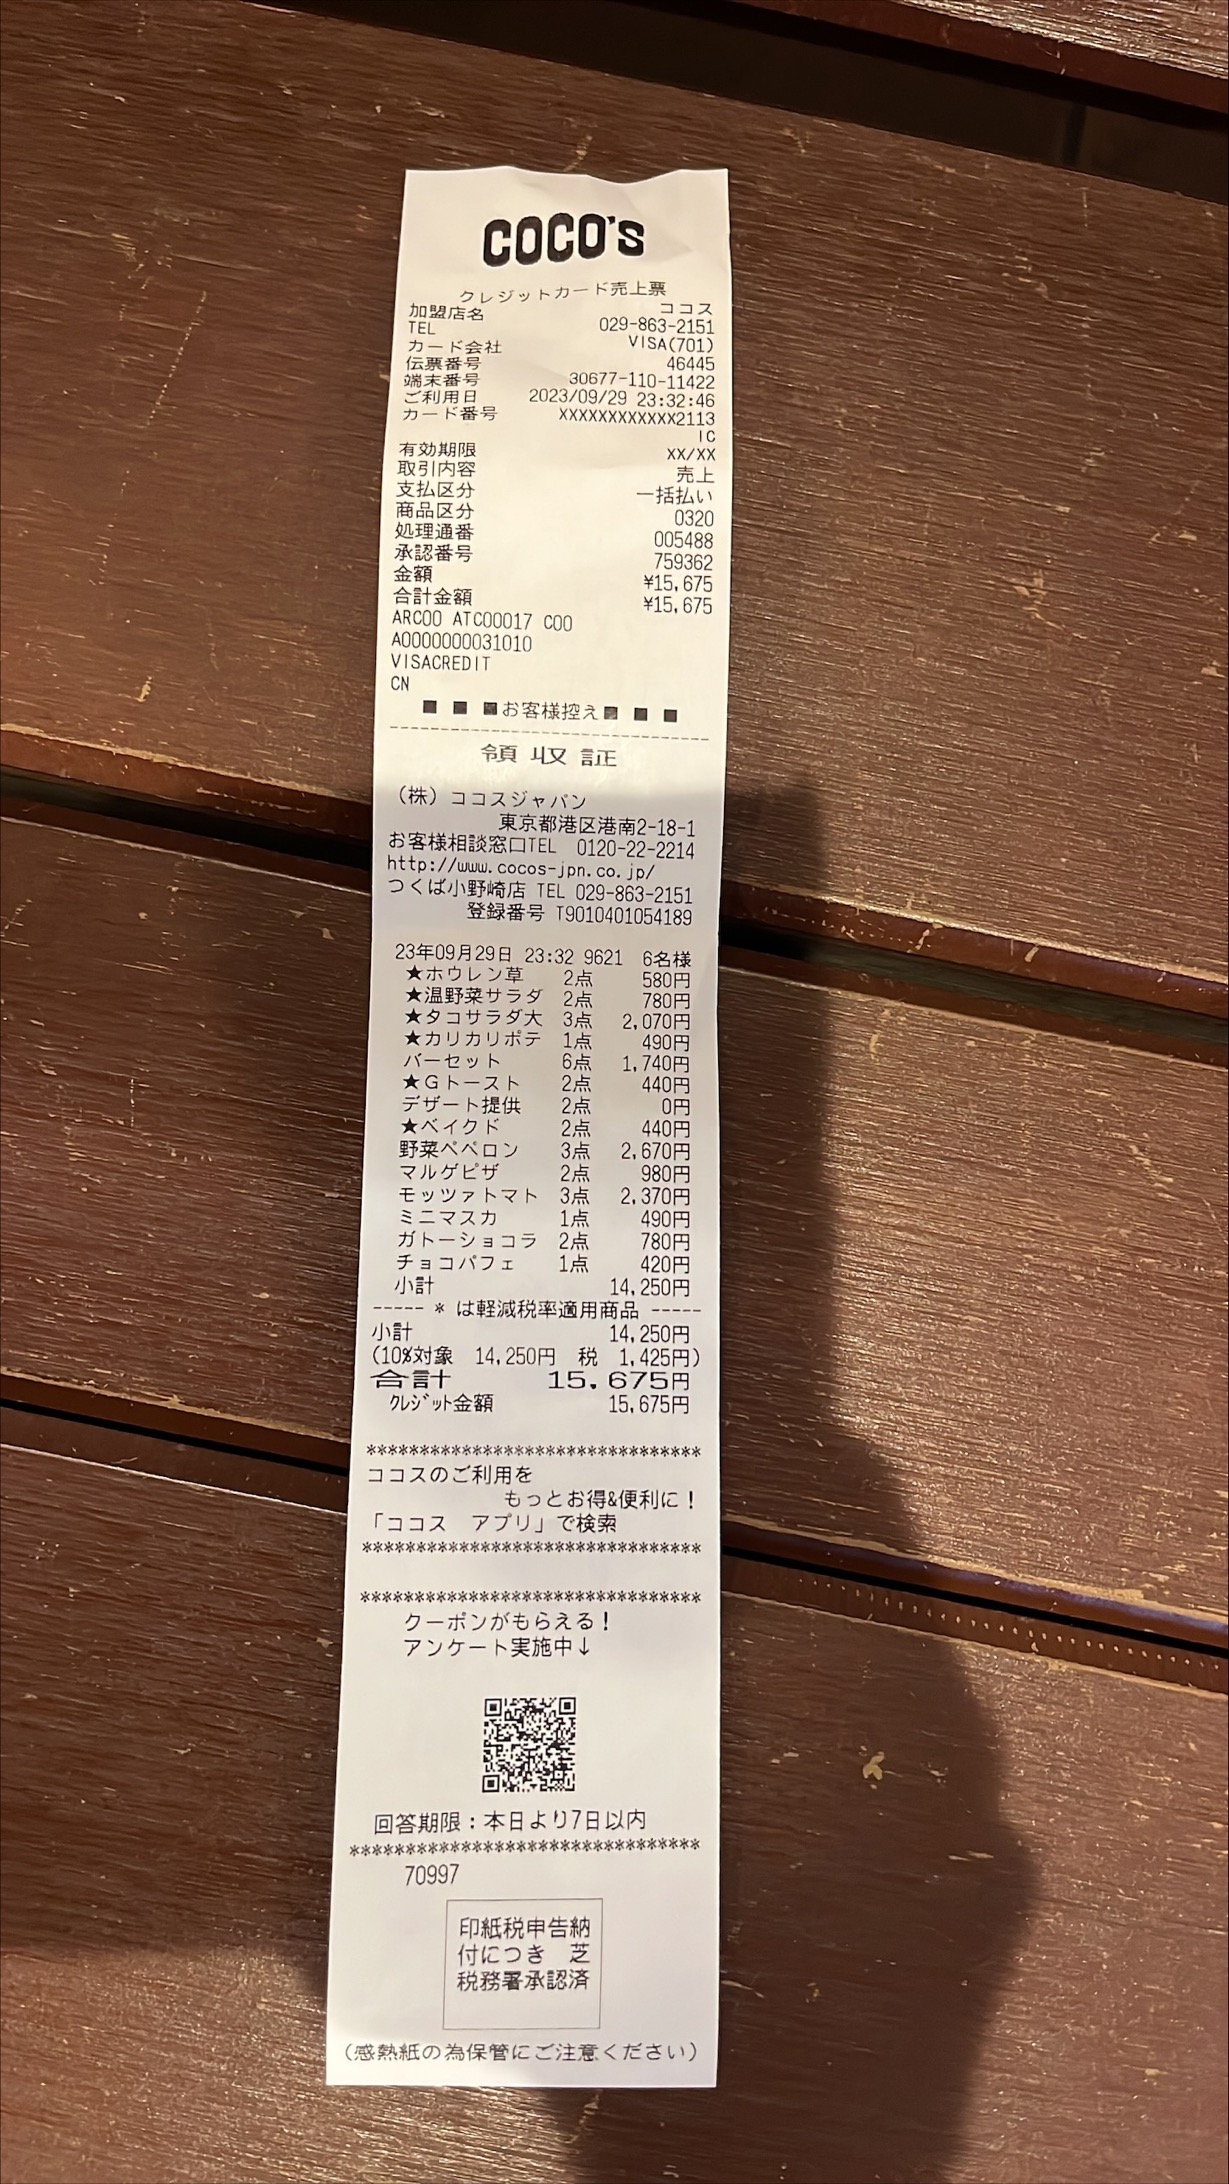 COCO's
クレジットカード売上票
加盟店名 ココス
TEL 029-863-2151
カード会社 VISA(701)
伝票番号 46445
端末番号 30677-110-11422
ご利用日 2023/09/29 23:32:46
カード番号 XXXXXXXXXXXX2113
IC
有効期限 XX/XX
取引内容 売上
支払区分 一括払い
商品区分 0320
処理通番 005488
承認番号 759362
金額 ¥15,675
合計金額 ¥15,675
ARC00 ATC00017 C00
A0000000031010
VISACREDIT
CN
■ ■ ■お客様控え■ ■ ■
領収証
(株)ココスジャパン
東京都港区港南2-18-1
お客様相談窓口TEL 0120-22-2214
http://www.cocos-jpn.co.jp/
つくば小野崎店 TEL 029-863-2151
登録番号 T9010401054189
23年09月29日 23:32 9621 6名様
★ホウレン草 2点 580円
★温野菜サラダ 2点 780円
★タコサラダ大 3点 2,070円
★カリカリポテ 1点 490円
バーセット 6点 1,740円
★Gトースト 2点 440円
デザート提供 2点 0円
★ベイクド 2点 440円
野菜ペペロン 3点 2,670円
マルゲピザ 2点 980円
モッツァトマト 3点 2,370円
ミニマスカ 1点 490円
ガトーショコラ 2点 780円
チョコパフェ 1点 420円
小計 14,250円
----- * は軽減税率適用商品 -----
小計 14,250円
(10%対象 14,250円 税 1,425円)
合計 15,675円
クレジット金額 15,675円
*******************************
ココスのご利用を
もっとお得&便利に!
「ココス アプリ」で検索
*******************************
*******************************
クーポンがもらえる!
アンケート実施中↓
回答期限:本日より7日以内
*******************************
70997
印紙税申告納
付につき 芝
税務署承認済
(感熱紙の為保管にご注意ください)